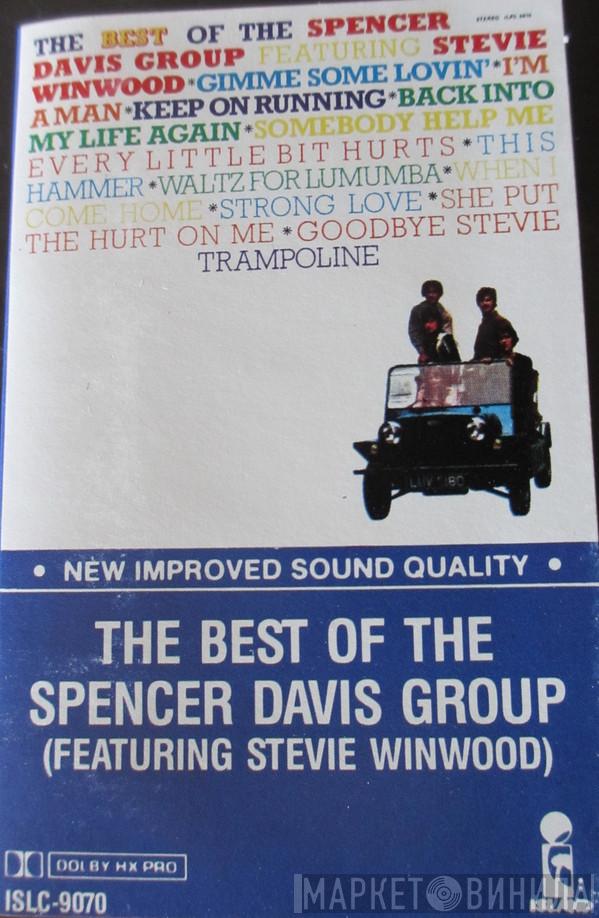 STEREO ILPS 9070
THE BEST OF THE SPENCER
DAVIS GROUP FEATURING STEVIE
WINWOOD*GIMME SOME LOVIN'*I'M
A MAN*KEEP ON RUNNING*BACK INTO
MY LIFE AGAIN*SOMEBODY HELP ME
EVERY LITTLE BIT HURTS*THIS
HAMMER*WALTZ FOR LUMUMBA*WHEN I
COME HOME*STRONG LOVE*SHE PUT
THE HURT ON ME*GOODBYE STEVIE
TRAMPOLINE
• NEW IMPROVED SOUND QUALITY •
THE BEST OF THE
SPENCER DAVIS GROUP
(FEATURING STEVIE WINWOOD)
DOLBY HX PRO
ISLC-9070
МАРКЕТ ВИНИЛА